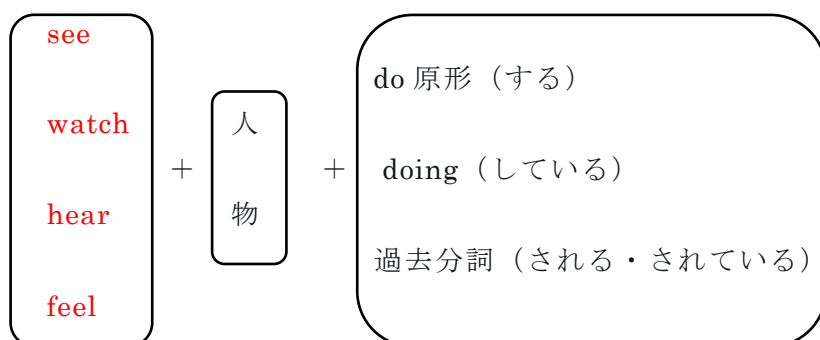 see
watch
hear
feel
+
人
物
+
do 原形（する）
doing（している）
過去分詞（される・されている）